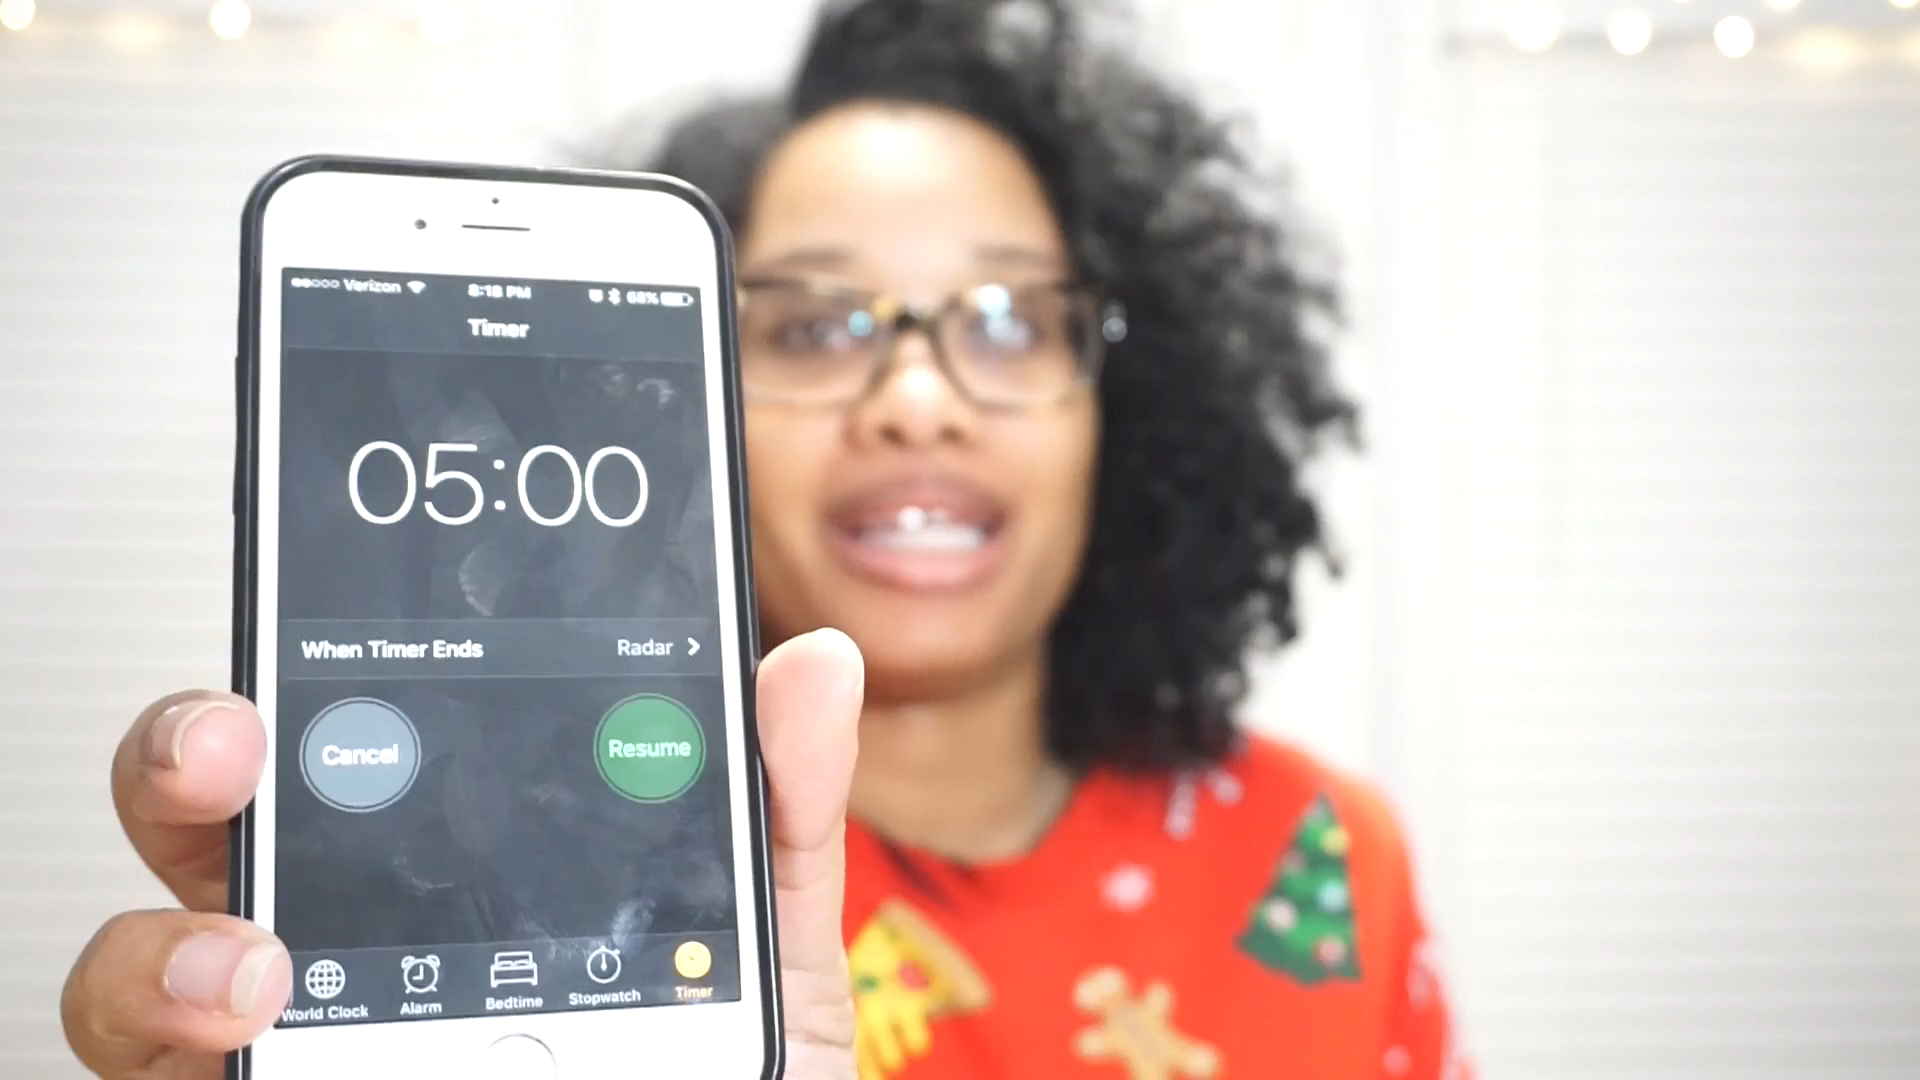 Verizon 8:18 PM 68%
Timer
05:00
When Timer Ends Radar
Cancel Resume
World Clock Alarm Bedtime Stopwatch Timer